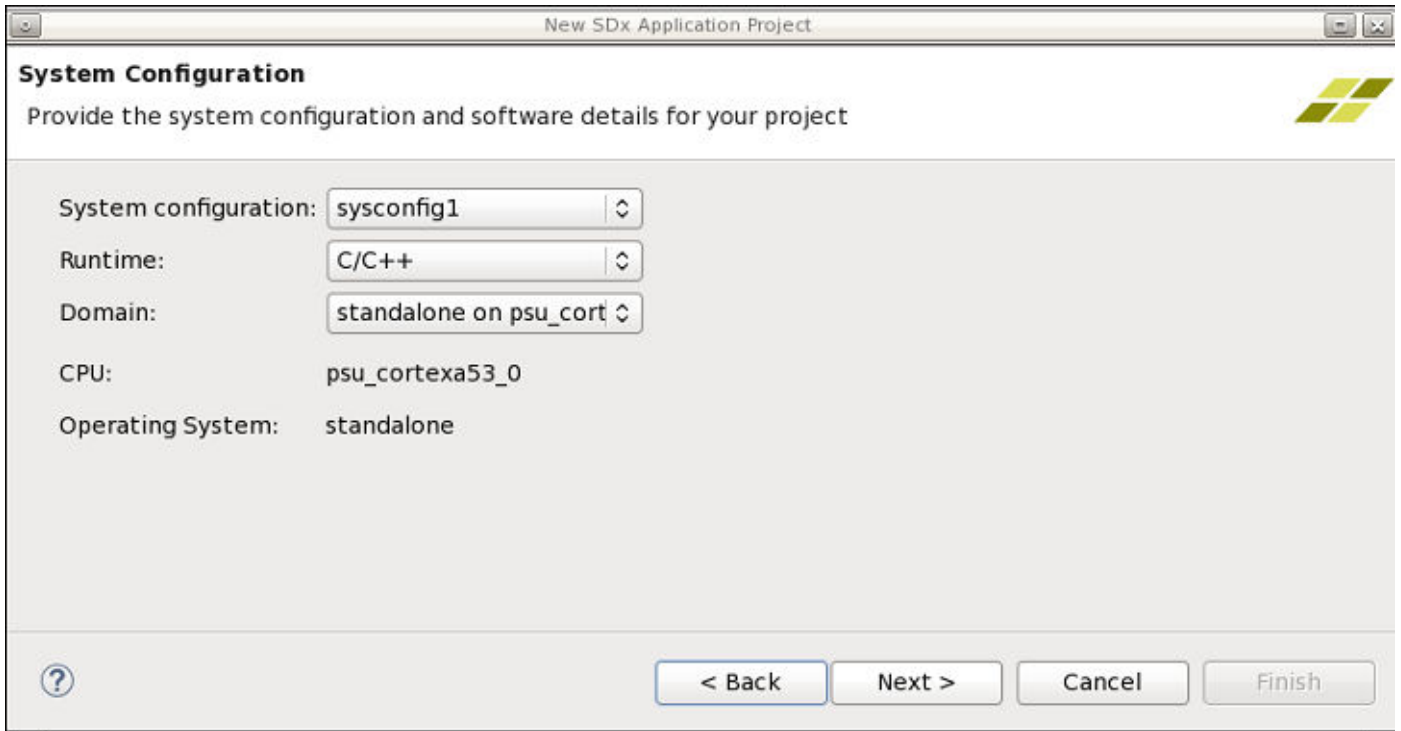 New SDx Application Project
System Configuration
Provide the system configuration and software details for your project
System configuration: sysconfig1
Runtime: C/C++
Domain: standalone on psu_cort
CPU: psu_cortexa53_0
Operating System: standalone
? < Back Next > Cancel Finish